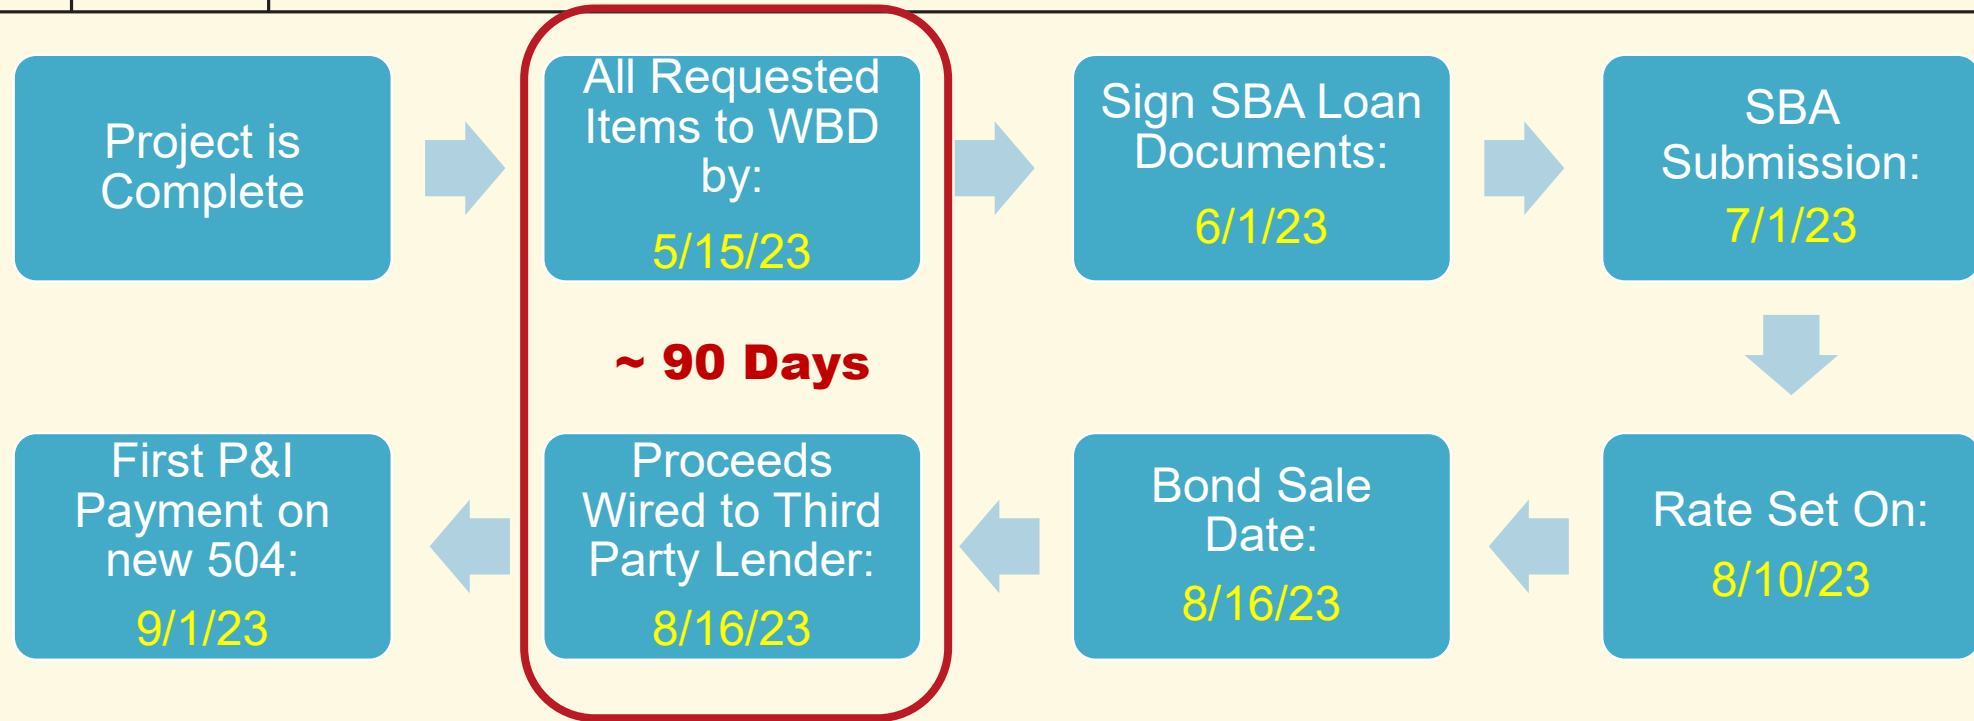 Project is
Complete
All Requested
Items to WBD
by:
5/15/23
Sign SBA Loan
Documents:
6/1/23
SBA
Submission:
7/1/23
~ 90 Days
Rate Set On:
8/10/23
Bond Sale
Date:
8/16/23
Proceeds
Wired to Third
Party Lender:
8/16/23
First P&I
Payment on
new 504:
9/1/23